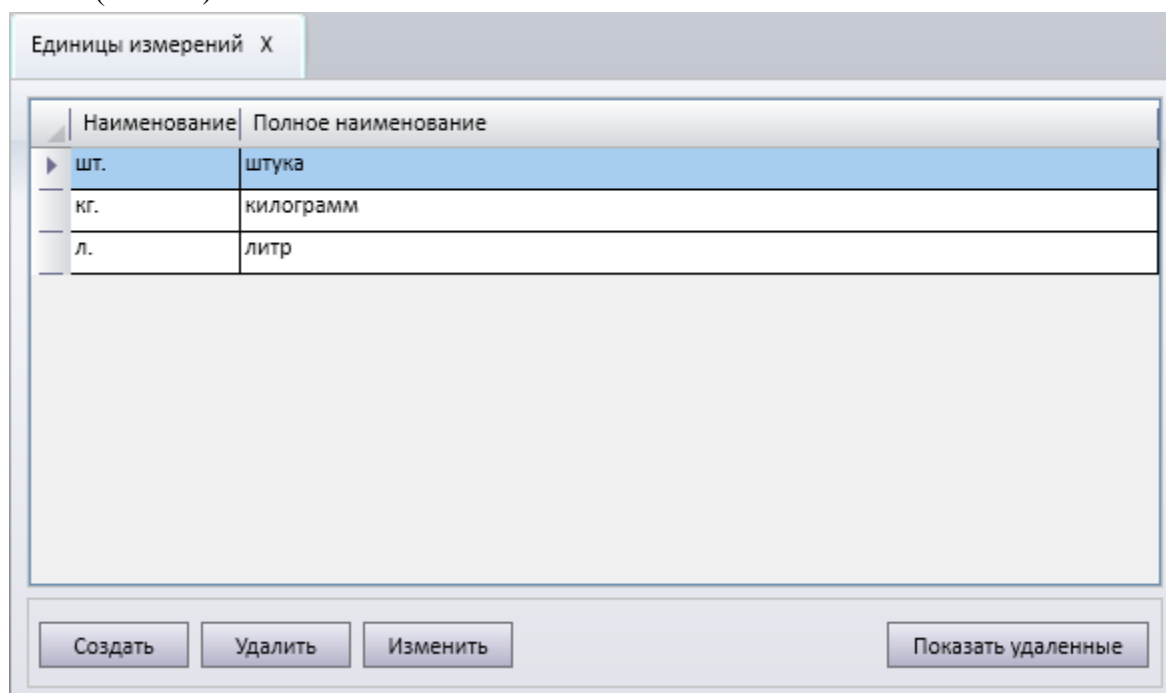 Единицы измерений X
Наименование Полное наименование
шт. штука
кг. килограмм
л. литр
Создать Удалить Изменить Показать удаленные